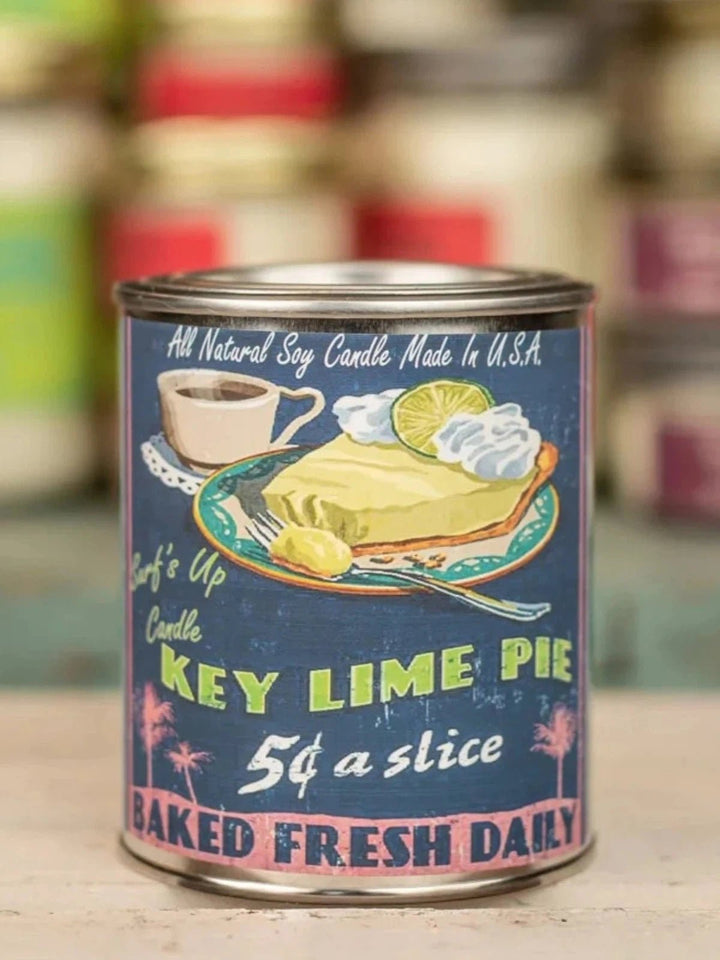 All Natural Soy Candle Made In U.S.A.
Surf's Up
Candle
KEY LIME PIE
5¢ a slice
BAKED FRESH DAILY